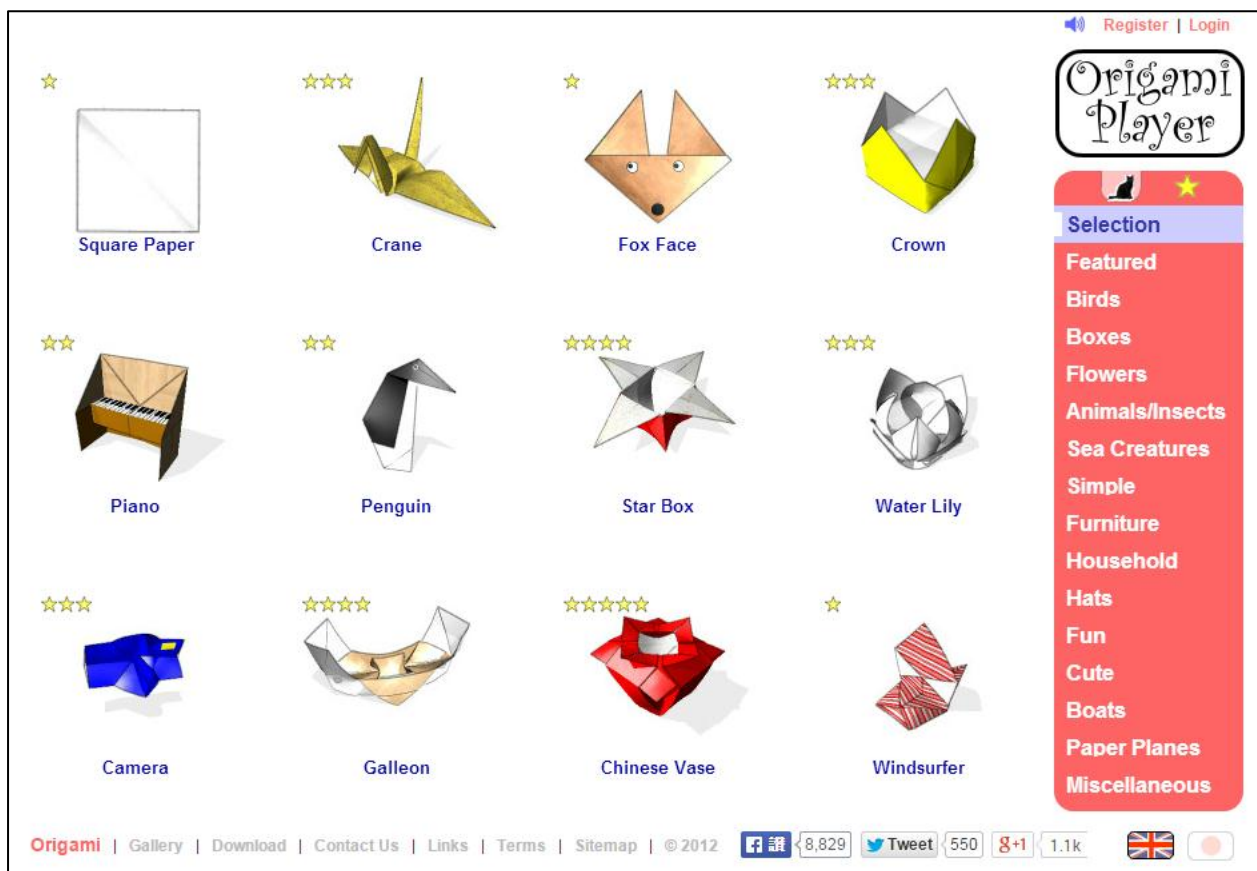 Register | Login
Origami
Player
Square Paper
Crane
Fox Face
Crown
Piano
Penguin
Star Box
Water Lily
Camera
Galleon
Chinese Vase
Windsurfer
Selection
Featured
Birds
Boxes
Flowers
Animals/Insects
Sea Creatures
Simple
Furniture
Household
Hats
Fun
Cute
Boats
Paper Planes
Miscellaneous
Origami | Gallery | Download | Contact Us | Links | Terms | Sitemap | © 2012 f 讚 8,829 Tweet 550 g+1 1.1k